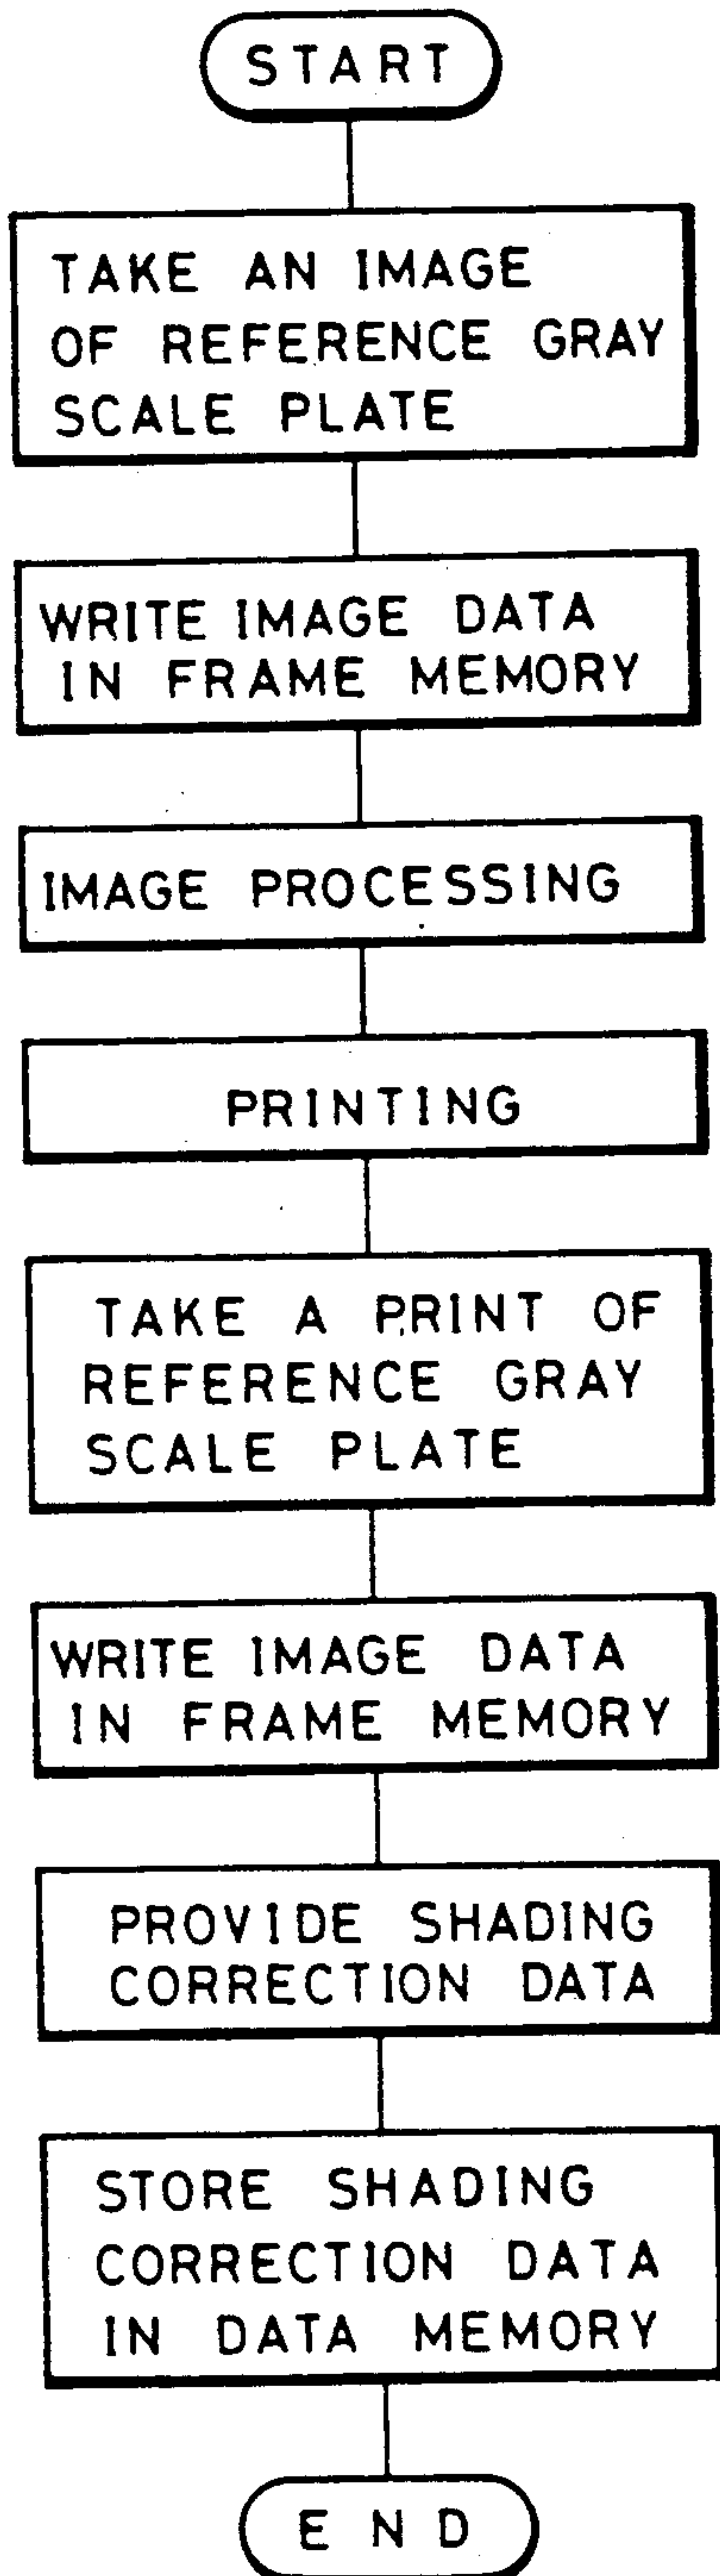 START
TAKE AN IMAGE
OF REFERENCE GRAY
SCALE PLATE
WRITE IMAGE DATA
IN FRAME MEMORY
IMAGE PROCESSING
PRINTING
TAKE A PRINT OF
REFERENCE GRAY
SCALE PLATE
WRITE IMAGE DATA
IN FRAME MEMORY
PROVIDE SHADING
CORRECTION DATA
STORE SHADING
CORRECTION DATA
IN DATA MEMORY
END